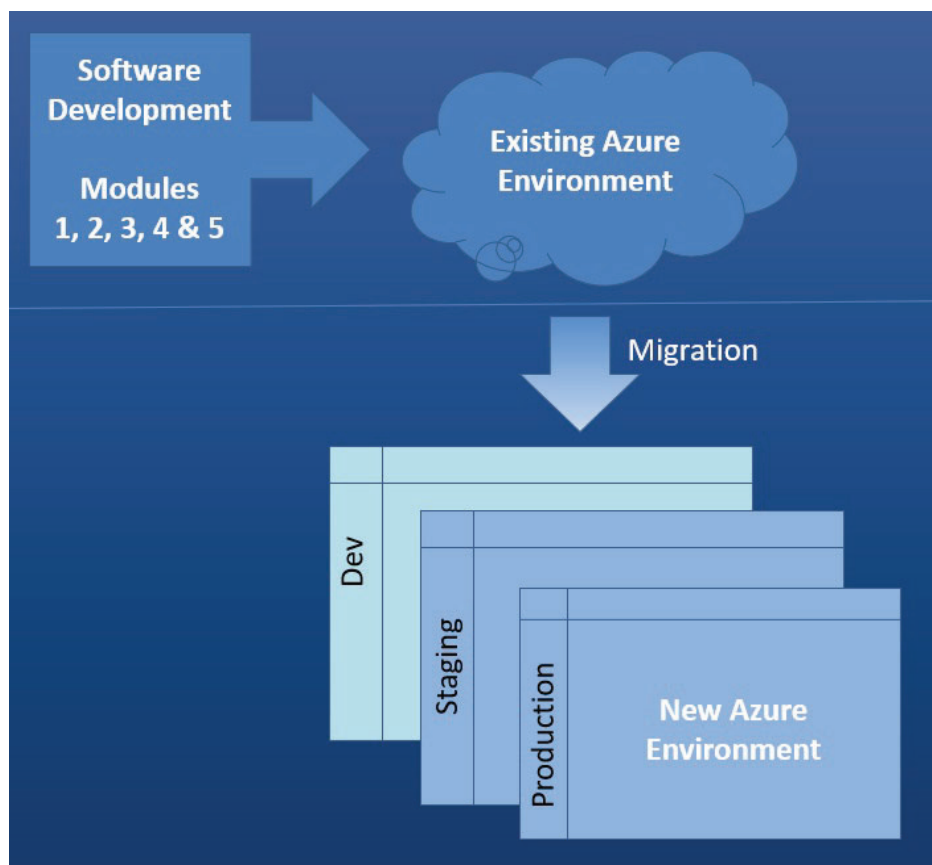 Software
Development
Modules
1, 2, 3, 4 & 5
Existing Azure
Environment
Migration
Dev
Staging
Production
New Azure
Environment